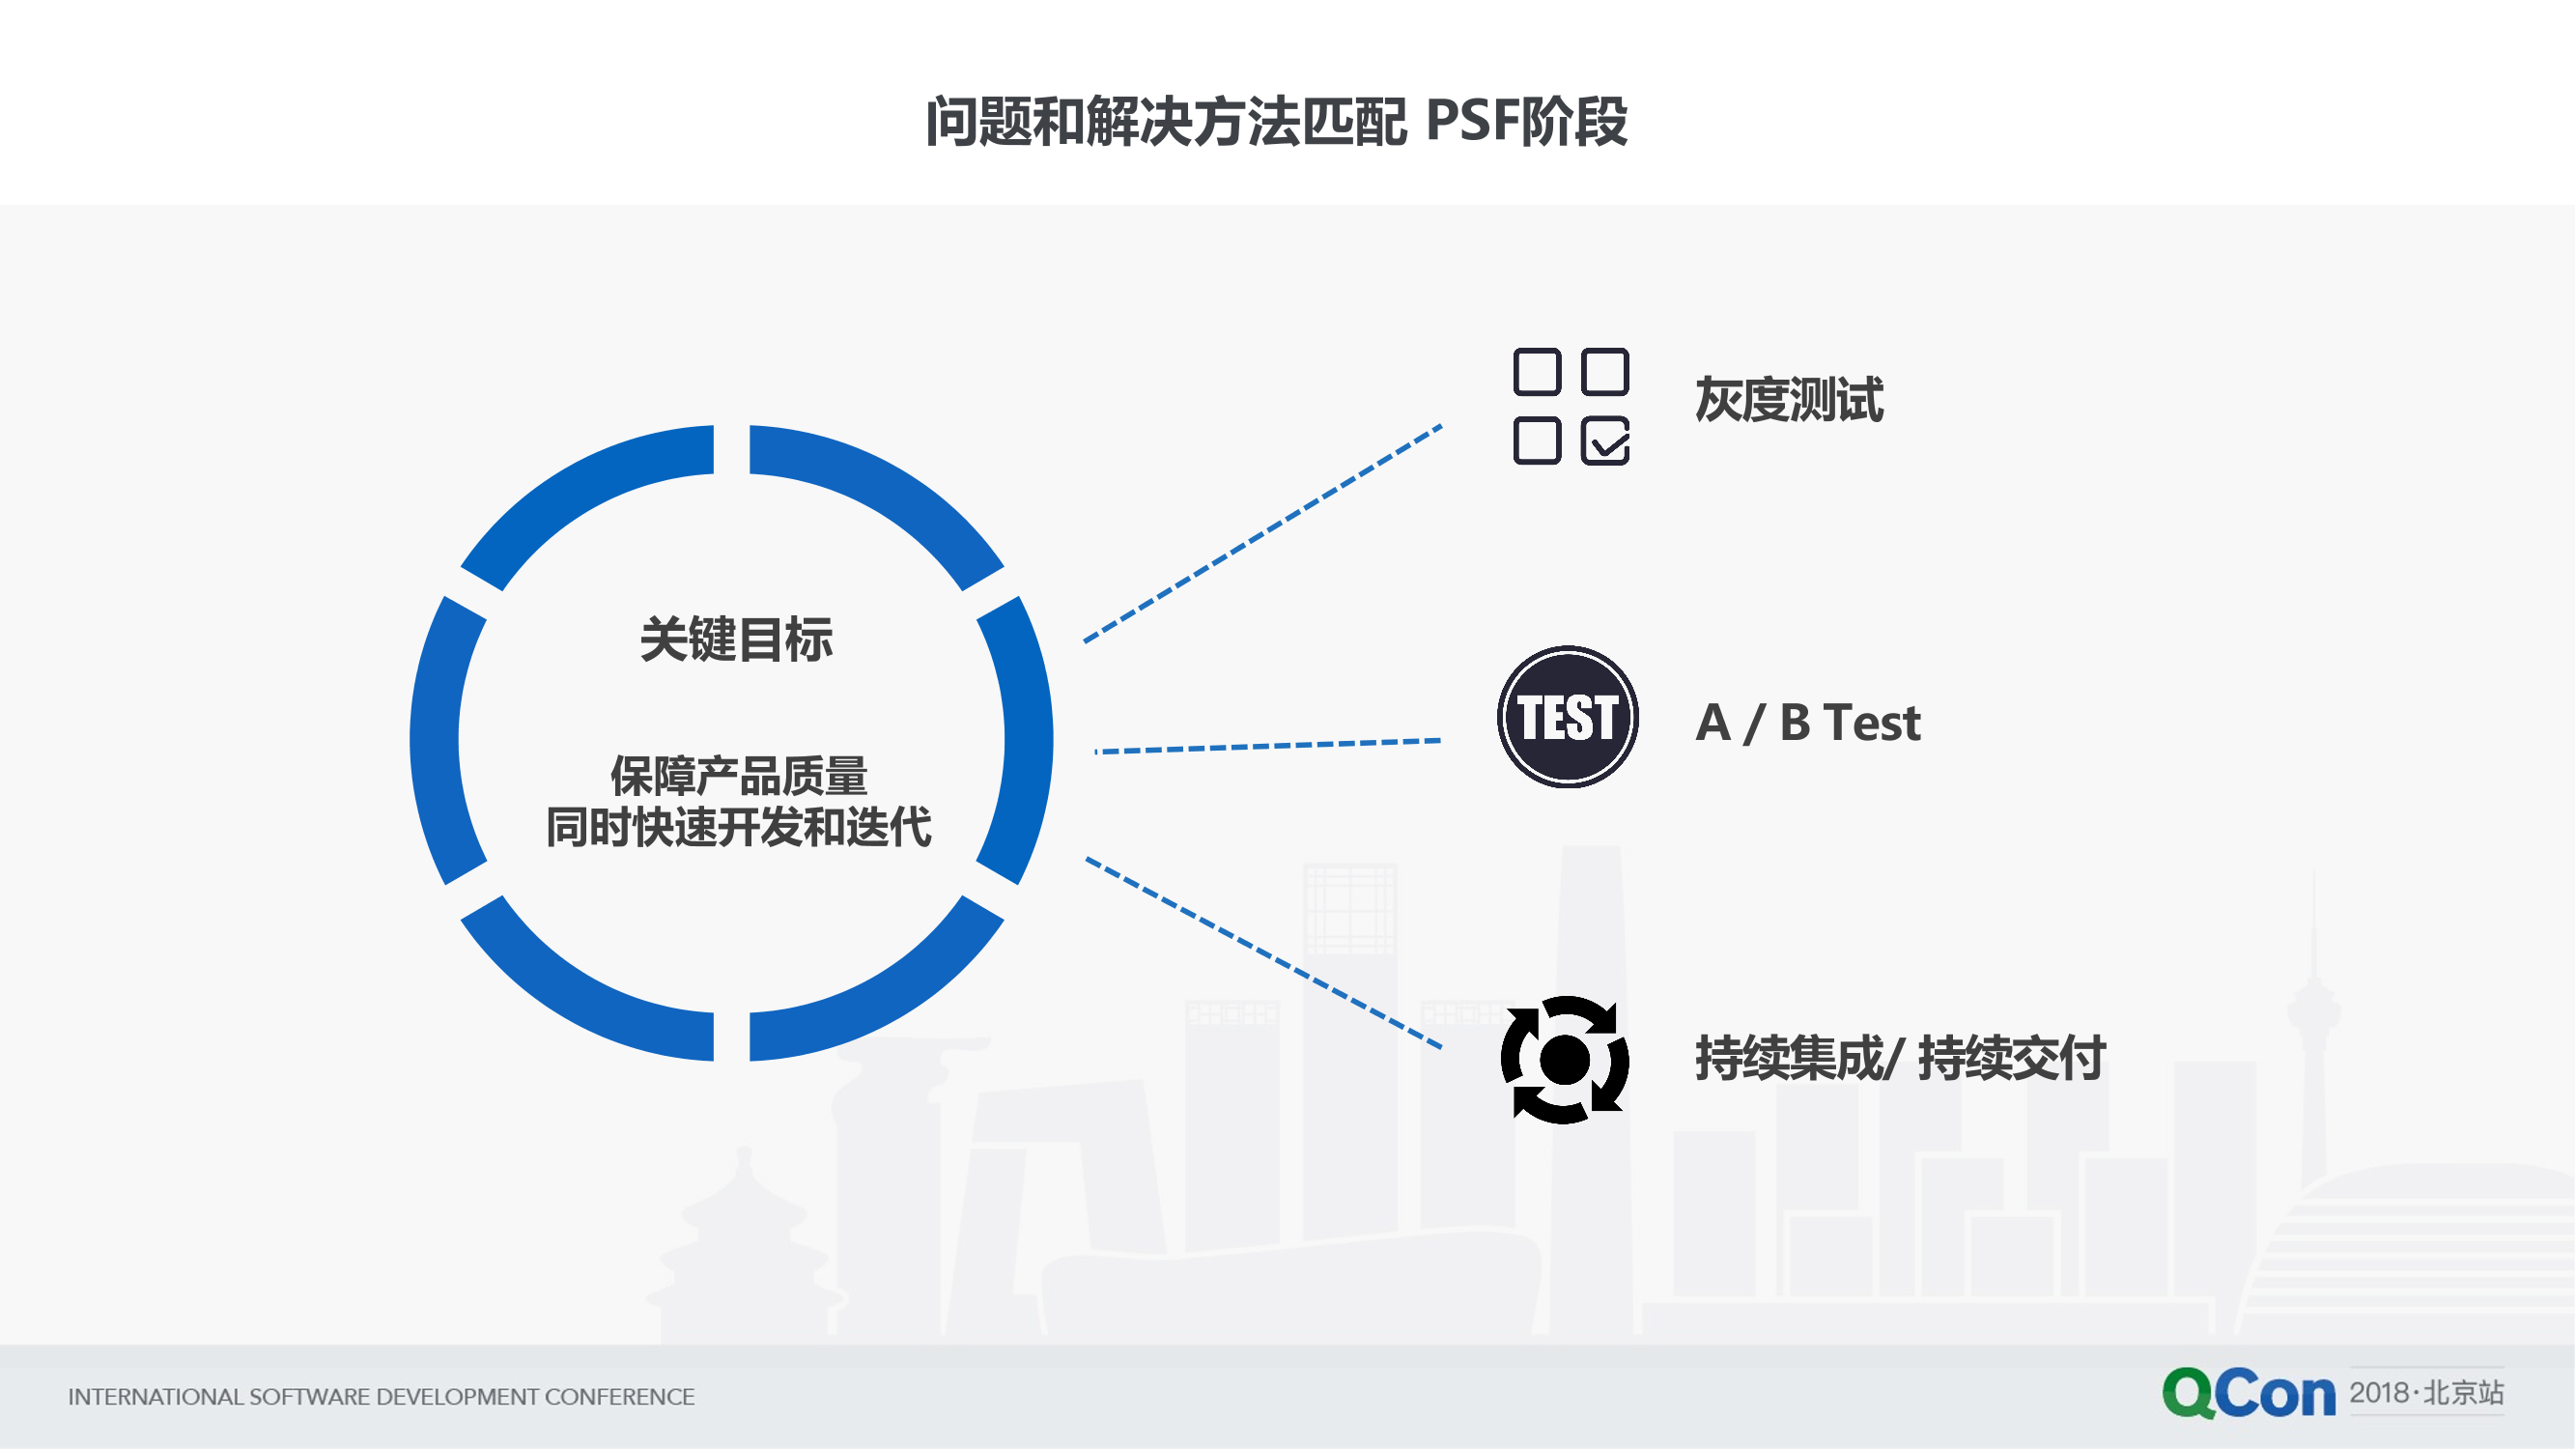 问题和解决方法匹配 PSF阶段
灰度测试
关键目标
TEST
A / B Test
保障产品质量
同时快速开发和迭代
持续集成/ 持续交付
INTERNATIONAL SOFTWARE DEVELOPMENT CONFERENCE
QCon 2018·北京站